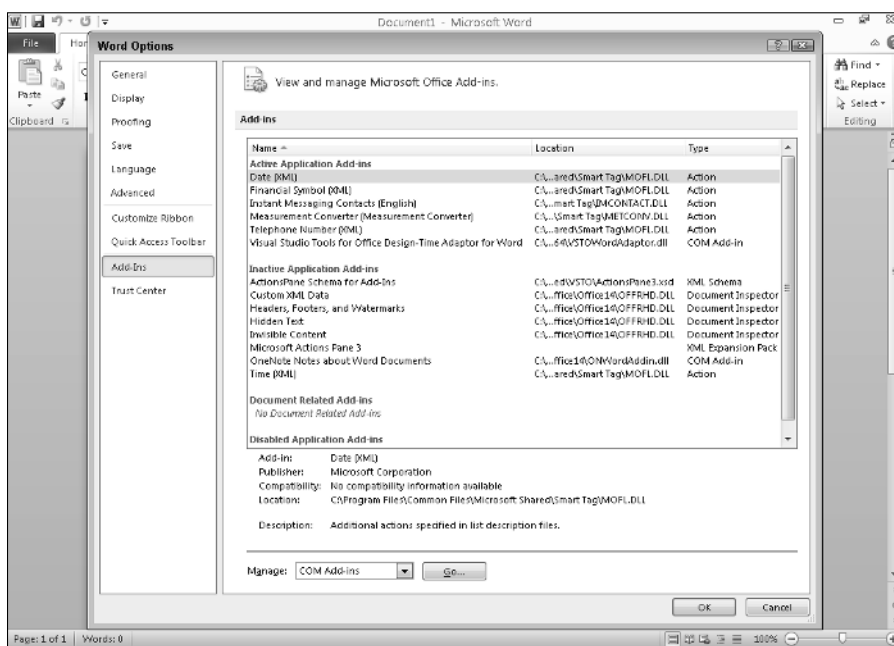 Document1 - Microsoft Word
File
Word Options
Paste
Clipboard
Find
Replace
Select
Editing
General
Display
Proofing
Save
Language
Advanced
Customize Ribbon
Quick Access Toolbar
Add-Ins
Trust Center
View and manage Microsoft Office Add-ins.
Add-ins
Name Location Type
Active Application Add-ins
Date (XML) C:\...ared\Smart Tag\MOFL.DLL Action
Financial Symbol (XML) C:\...ared\Smart Tag\MOFL.DLL Action
Instant Messaging Contacts (English) C:\...mart Tag\IMCONTACT.DLL Action
Measurement Converter (Measurement Converter) C:\...\Smart Tag\METCONV.DLL Action
Telephone Number (XML) C:\...ared\Smart Tag\MOFL.DLL Action
Visual Studio Tools for Office Design-Time Adaptor for Word C:\...64\VSTOWordAdaptor.dll COM Add-in
Inactive Application Add-ins
ActionsPane Schema for Add-Ins C:\...ed\VSTO\ActionsPane3.xsd XML Schema
Custom XML Data C:\...ffice\Office14\OFFRHD.DLL Document Inspector
Headers, Footers, and Watermarks C:\...ffice\Office14\OFFRHD.DLL Document Inspector
Hidden Text C:\...ffice\Office14\OFFRHD.DLL Document Inspector
Invisible Content C:\...ffice\Office14\OFFRHD.DLL Document Inspector
Microsoft Actions Pane 3 XML Expansion Pack
OneNote Notes about Word Documents C:\...ffice14\ONWordAddin.dll COM Add-in
Time (XML) C:\...ared\Smart Tag\MOFL.DLL Action
Document Related Add-ins
No Document Related Add-ins
Disabled Application Add-ins
Add-in: Date (XML)
Publisher: Microsoft Corporation
Compatibility: No compatibility information available
Location: C:\Program Files\Common Files\Microsoft Shared\Smart Tag\MOFL.DLL
Description: Additional actions specified in list description files.
Manage: COM Add-ins Go...
OK Cancel
Page: 1 of 1 Words: 0 100%